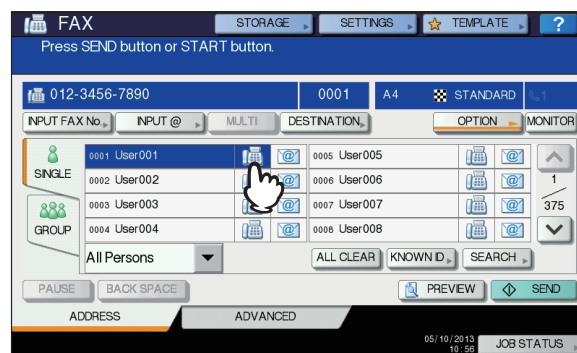 FAX STORAGE SETTINGS TEMPLATE ?
Press SEND button or START button.
012-3456-7890 0001 A4 STANDARD 1
INPUT FAX No. INPUT @ MULTI DESTINATION OPTION MONITOR
SINGLE
GROUP
0001 User001 @ 0005 User005 @
0002 User002 @ 0006 User006 @
0003 User003 @ 0007 User007 @
0004 User004 @ 0008 User008 @
1
375
All Persons ALL CLEAR KNOWN ID SEARCH
PAUSE BACK SPACE PREVIEW SEND
ADDRESS ADVANCED
05/10/2013
10:56
JOB STATUS